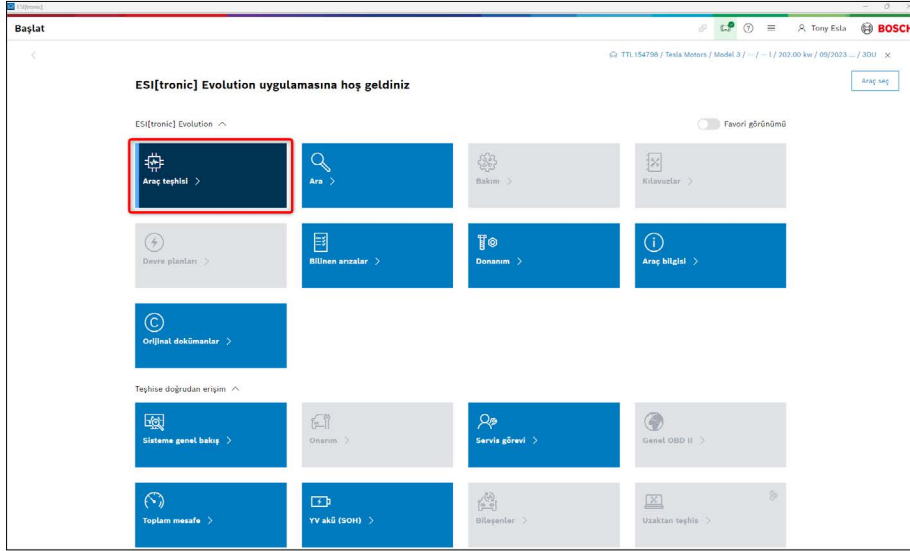 ESI[tronic]
Başlat
Tony Esla
BOSCH
TTL154798 / Tesla Motors / Model 3 / -- / -- l / 202.00 kw / 09/2023 ... / 3DU
Araç seç
ESI[tronic] Evolution uygulamasına hoş geldiniz
ESI[tronic] Evolution
Favori görünümü
Araç teşhisi
Ara
Bakım
Kılavuzlar
Devre planları
Bilinen arızalar
Donanım
Araç bilgisi
Orijinal dokümanlar
Teşhise doğrudan erişim
Sisteme genel bakış
Onarım
Servis görevi
Genel OBD II
Toplam mesafe
YV akü (SOH)
Bileşenler
Uzaktan teşhis